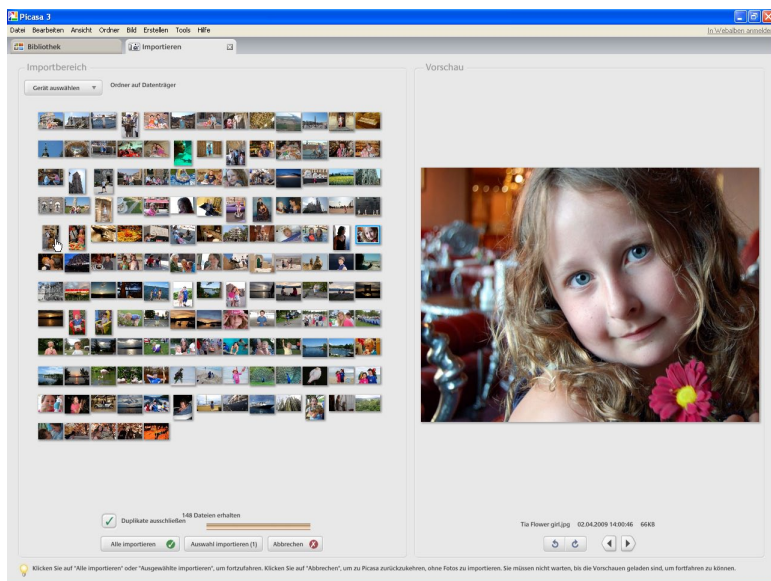 Picasa 3
Datei Bearbeiten Ansicht Ordner Bild Erstellen Tools Hilfe
In Webalben anmelden
Bibliothek
Importieren
Importbereich
Gerät auswählen
Ordner auf Datenträger
Vorschau
148 Dateien erhalten
Duplikate ausschließen
Alle importieren
Auswahl importieren (1)
Abbrechen
Tia Flower girl.jpg 02.04.2009 14:00:46 66KB
Klicken Sie auf "Alle importieren" oder "Ausgewählte importieren", um fortzufahren. Klicken Sie auf "Abbrechen", um zu Picasa zurückzukehren, ohne Fotos zu importieren. Sie müssen nicht warten, bis die Vorschauen geladen sind, um fortfahren zu können.